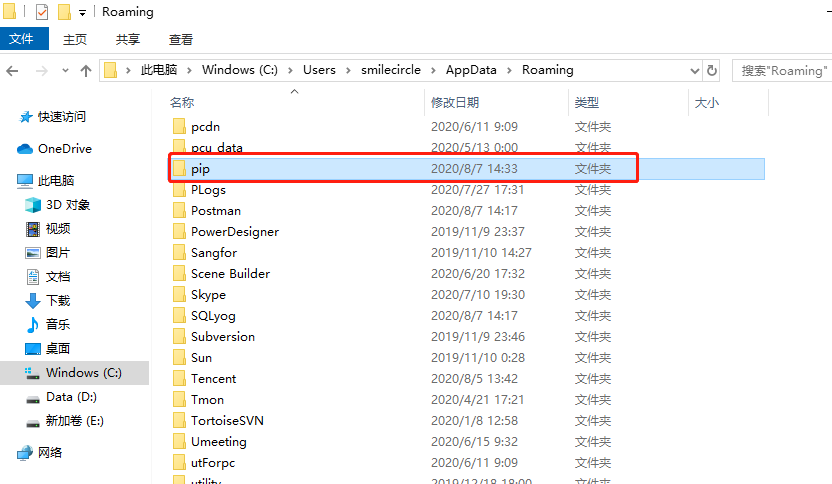 Roaming
文件 主页 共享 查看
此电脑 Windows (C:) Users smilecircle AppData Roaming 搜索"Roaming"
名称 修改日期 类型 大小
快速访问
OneDrive
此电脑
3D 对象
视频
图片
文档
下载
音乐
桌面
Windows (C:)
Data (D:)
新加卷 (E:)
网络
pcdn 2020/6/11 9:09 文件夹
pcu_data 2020/5/13 0:00 文件夹
pip 2020/8/7 14:33 文件夹
PLogs 2020/7/27 17:31 文件夹
Postman 2020/8/7 14:17 文件夹
PowerDesigner 2019/11/9 23:37 文件夹
Sangfor 2019/11/10 14:27 文件夹
Scene Builder 2020/6/20 17:32 文件夹
Skype 2020/7/10 19:30 文件夹
SQLyog 2020/8/7 14:17 文件夹
Subversion 2019/11/9 23:46 文件夹
Sun 2019/11/10 0:28 文件夹
Tencent 2020/8/5 13:42 文件夹
Tmon 2020/4/21 17:21 文件夹
TortoiseSVN 2020/1/8 12:58 文件夹
Umeeting 2020/6/15 9:32 文件夹
utForpc 2020/6/11 9:09 文件夹
utility 2019/12/18 18:00 文件夹